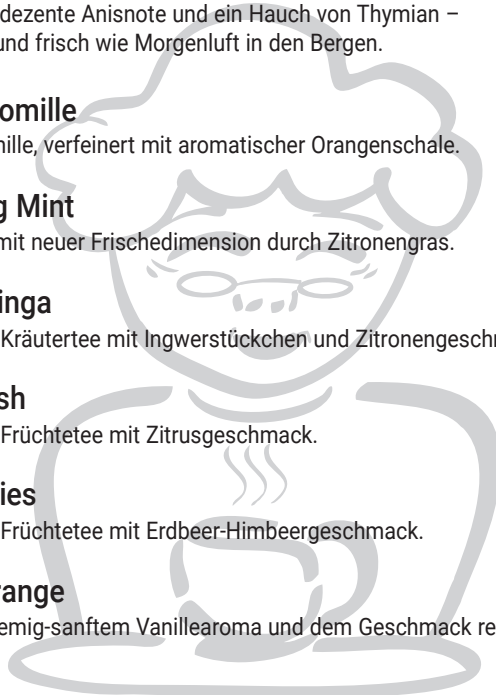 dezente Anisnote und ein Hauch von Thymian –
und frisch wie Morgenluft in den Bergen.
omille
nille, verfeinert mit aromatischer Orangenschale.
g Mint
mit neuer Frischedimension durch Zitronengras.
inga
Kräutertee mit Ingwerstückchen und Zitronengeschm
sh
Früchtetee mit Zitrusgeschmack.
ies
Früchtetee mit Erdbeer-Himbeergeschmack.
range
emig-sanftem Vanillearoma und dem Geschmack re